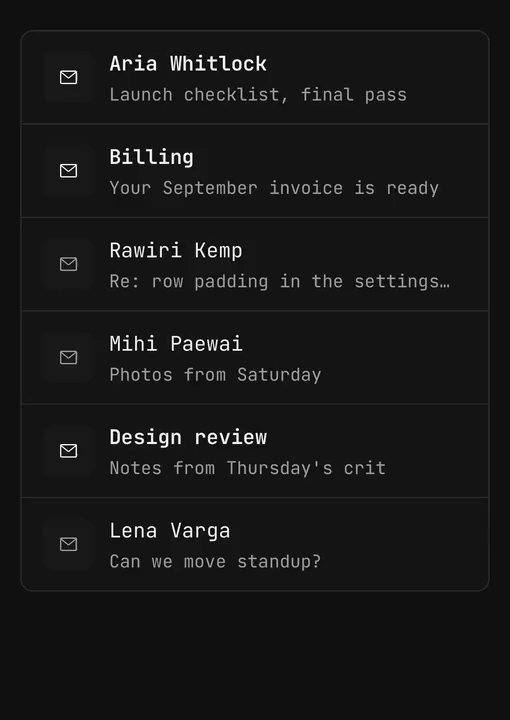 Aria Whitlock
Launch checklist, final pass
Billing
Your September invoice is ready
Rawiri Kemp
Re: row padding in the settings…
Mihi Paewai
Photos from Saturday
Design review
Notes from Thursday's crit
Lena Varga
Can we move standup?